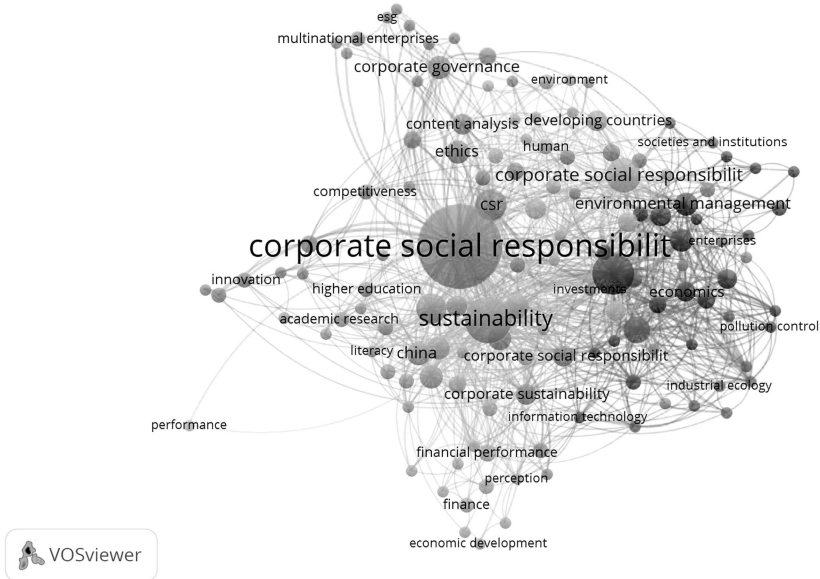 esg
multinational enterprises
corporate governance
environment
content analysis
developing countries
societies and institutions
human
ethics
corporate social responsibilit
competitiveness
csr
environmental management
corporate social responsibilit
enterprises
innovation
higher education
investments
economics
academic research
sustainability
pollution control
literacy
china
corporate social responsibilit
industrial ecology
corporate sustainability
information technology
performance
financial performance
perception
finance
economic development
VOSviewer